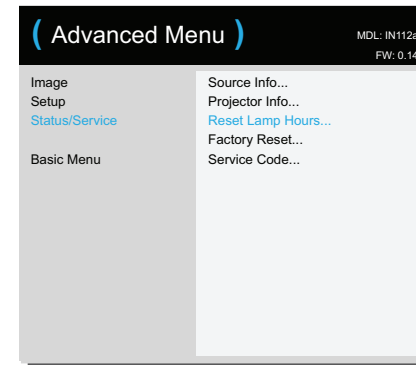 ( Advanced Menu )
MDL: IN112a
FW: 0.14
Image
Setup
Status/Service
Basic Menu
Source Info...
Projector Info...
Reset Lamp Hours...
Factory Reset...
Service Code...